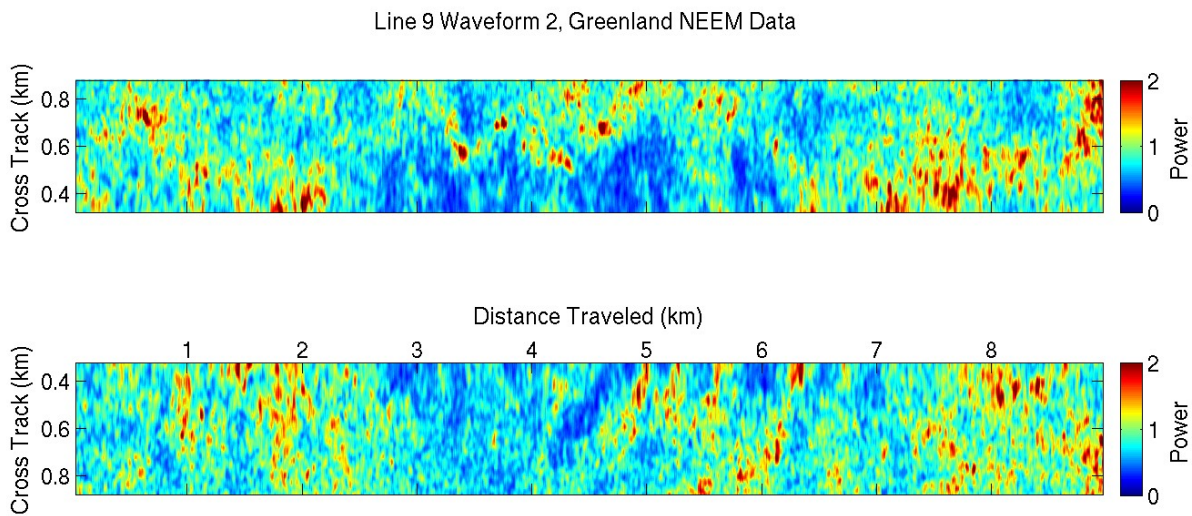 Line 9 Waveform 2, Greenland NEEM Data
Cross Track (km)
0.8
0.6
0.4
2
1
0
Power
Distance Traveled (km)
1 2 3 4 5 6 7 8
Cross Track (km)
0.4
0.6
0.8
2
1
0
Power